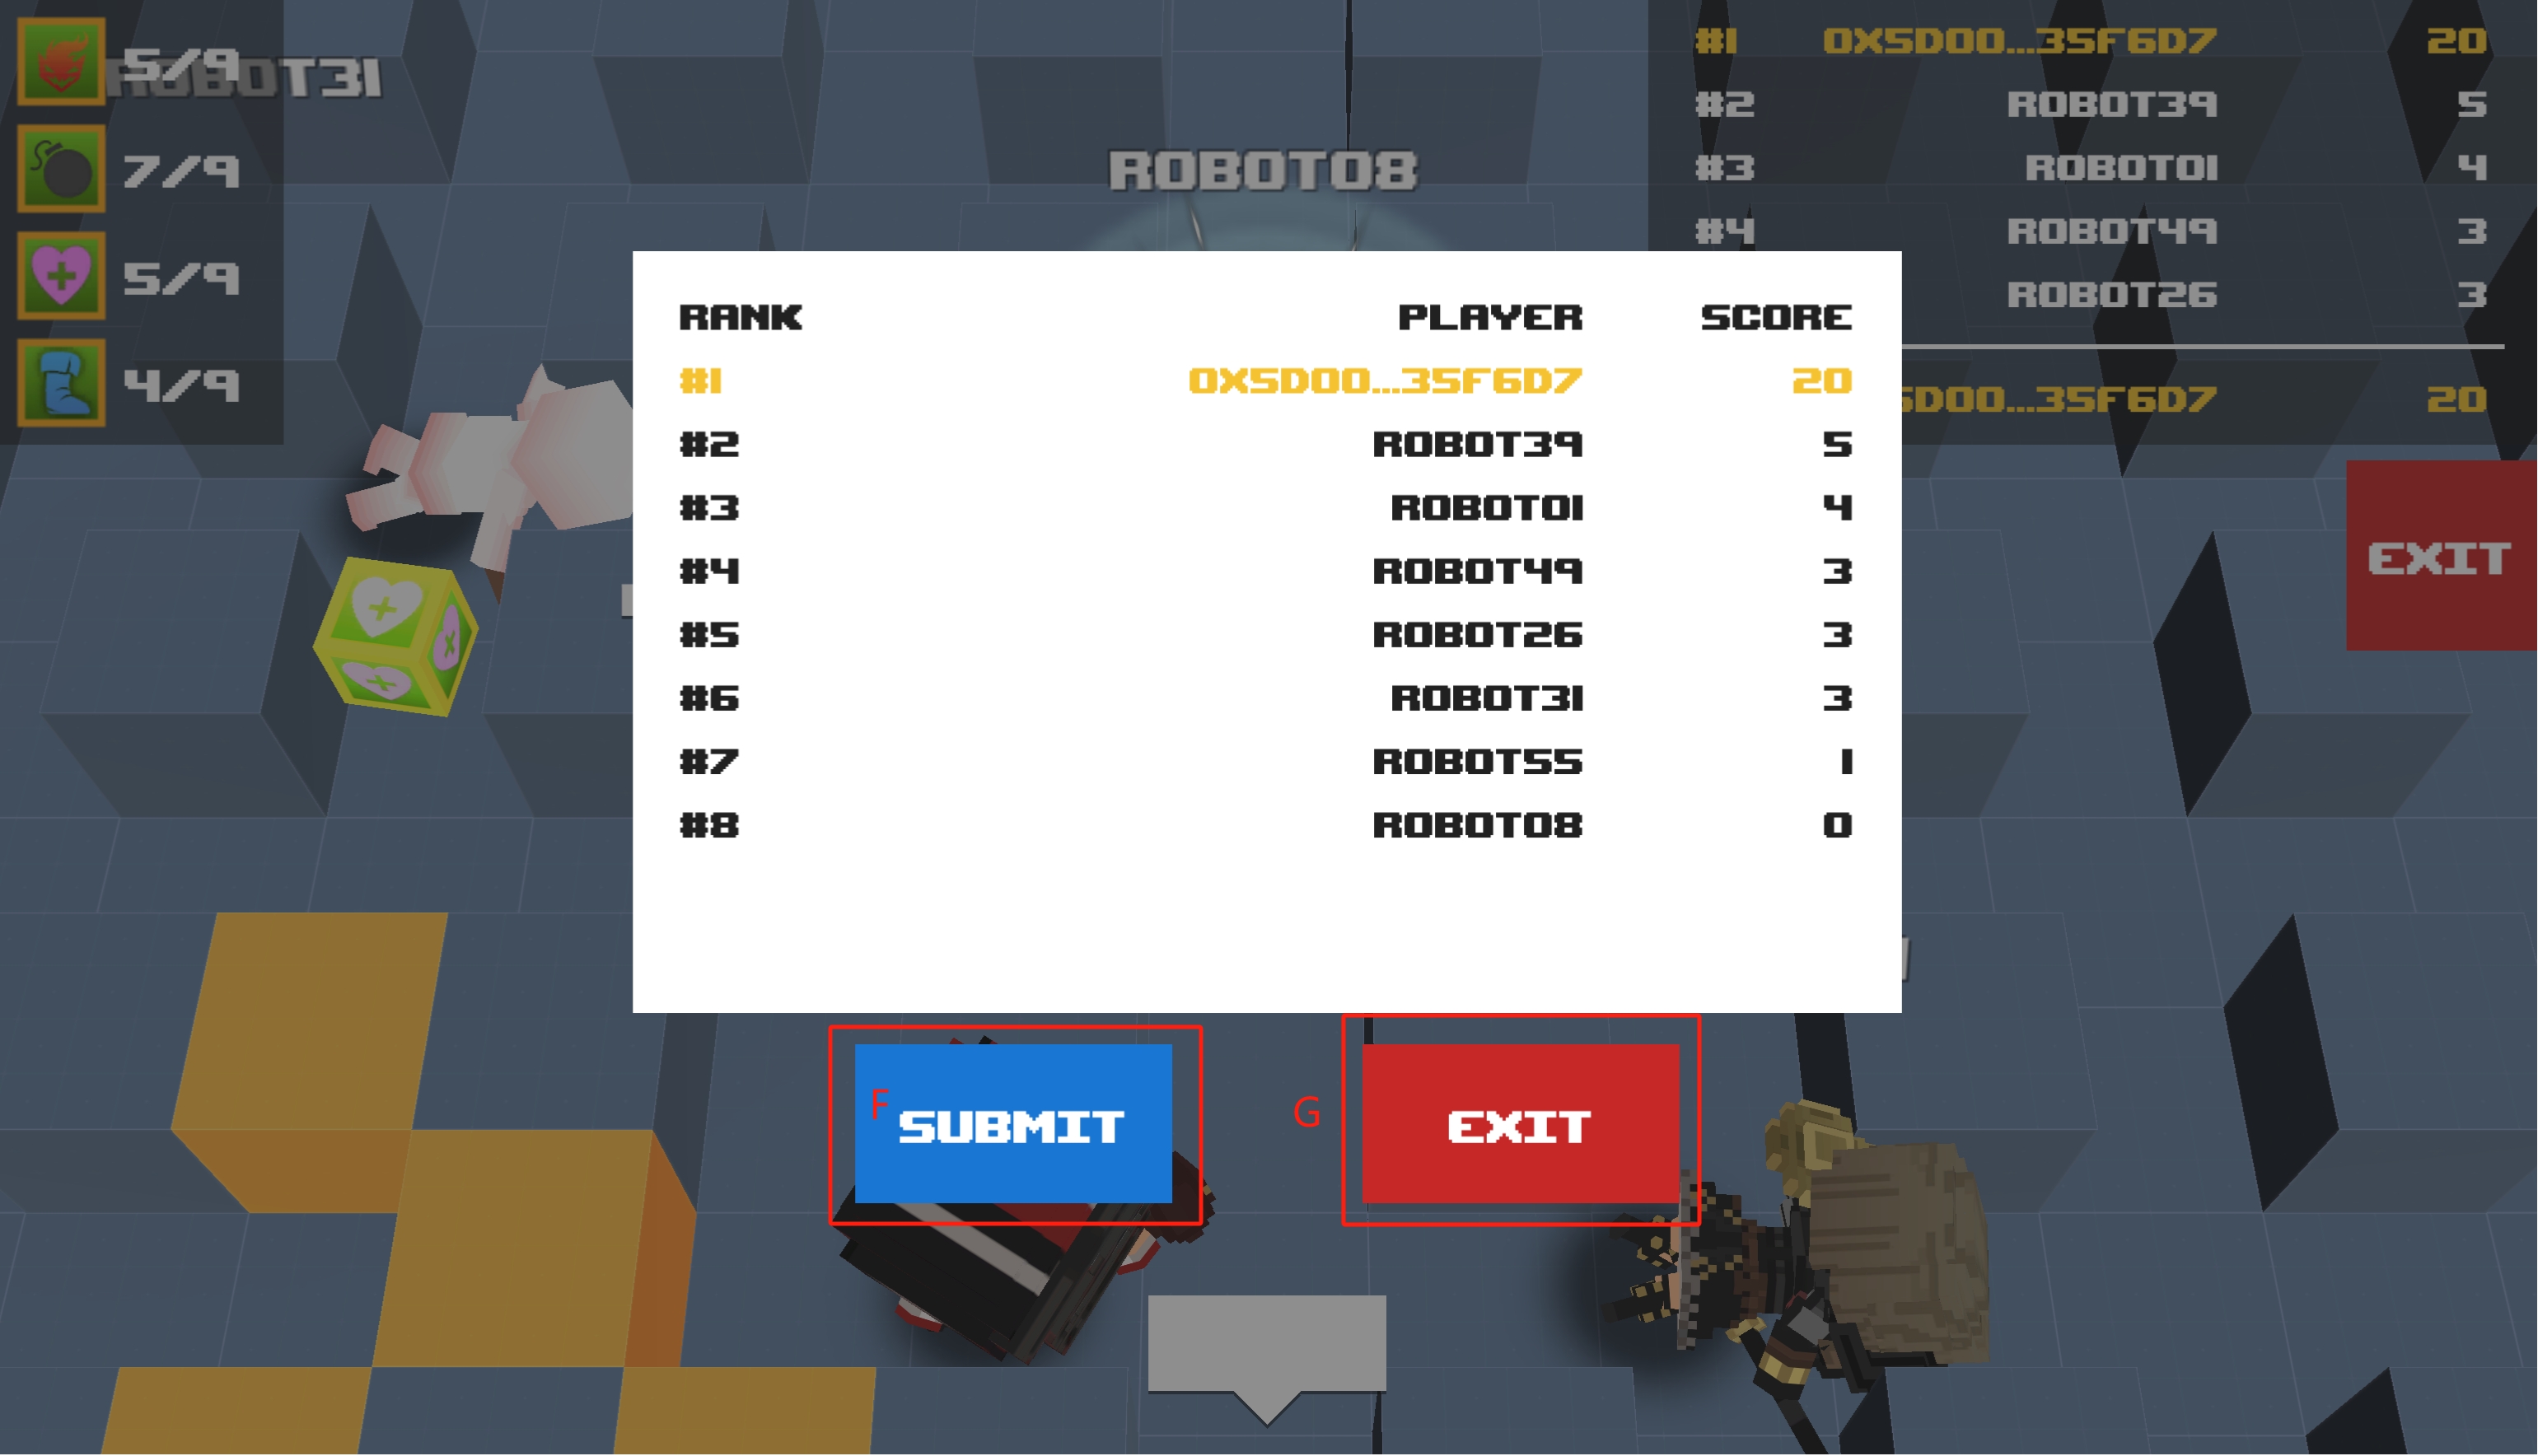 5/9
ROBOT31
7/9
5/9
4/9
ROBOT08
#1 0X5D00...35F6D7 20
#2 ROBOT39 5
#3 ROBOT01 4
#4 ROBOT49 3
ROBOT26 3
5D00...35F6D7 20
RANK PLAYER SCORE
#1 0X5D00...35F6D7 20
#2 ROBOT39 5
#3 ROBOT01 4
#4 ROBOT49 3
#5 ROBOT26 3
#6 ROBOT31 3
#7 ROBOT55 1
#8 ROBOT08 0
EXIT
F SUBMIT
G EXIT